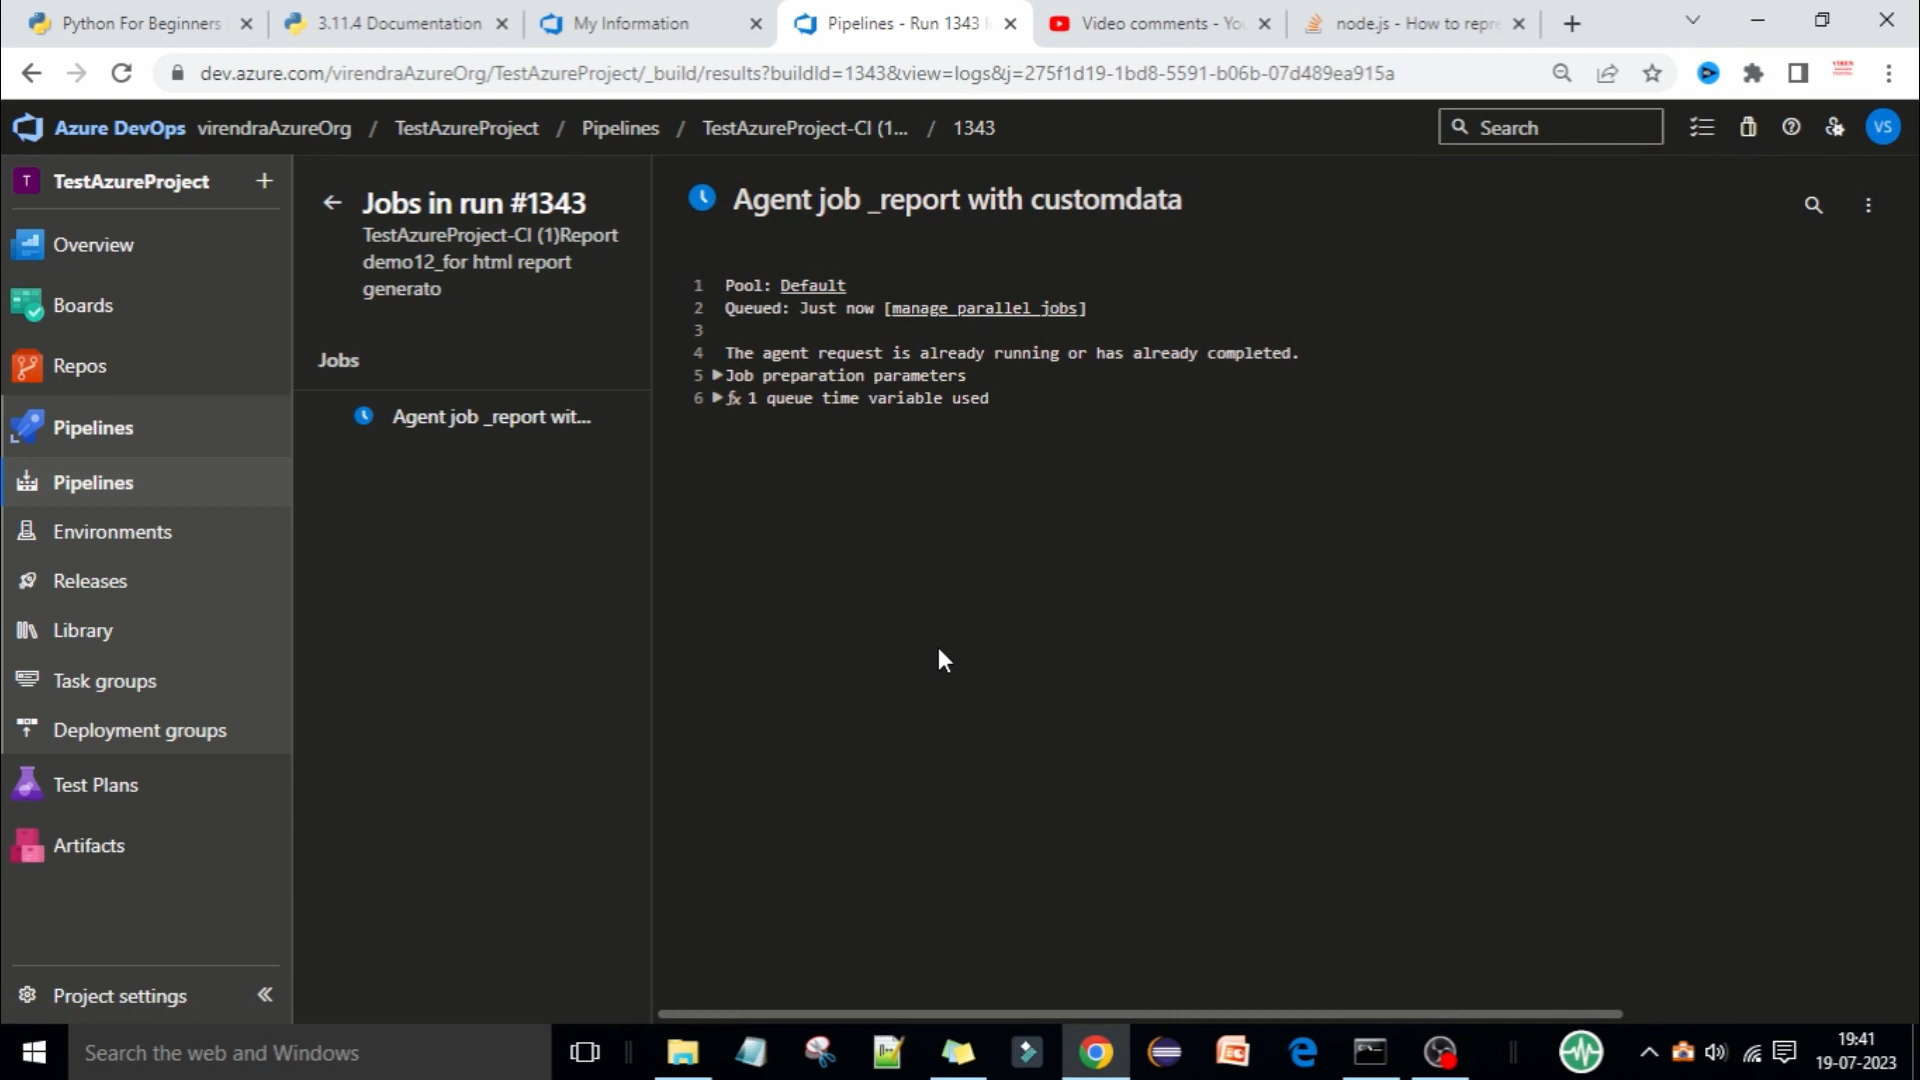 Python For Beginners
3.11.4 Documentation
My Information
Pipelines - Run 1343
Video comments - You
node.js - How to repre
dev.azure.com/virendraAzureOrg/TestAzureProject/_build/results?buildId=1343&view=logs&j=275f1d19-1bd8-5591-b06b-07d489ea915a
VIREN
Azure DevOps virendraAzureOrg / TestAzureProject / Pipelines / TestAzureProject-CI (1... / 1343
Search
VS
T TestAzureProject
Overview
Boards
Repos
Pipelines
Pipelines
Environments
Releases
Library
Task groups
Deployment groups
Test Plans
Artifacts
Project settings
Jobs in run #1343
TestAzureProject-CI (1)Report
demo12_for html report
generato
Jobs
Agent job _report wit...
Agent job _report with customdata
1 Pool: Default
2 Queued: Just now [manage parallel jobs]
3
4 The agent request is already running or has already completed.
5 Job preparation parameters
6 fx 1 queue time variable used
Search the web and Windows
19:41
19-07-2023